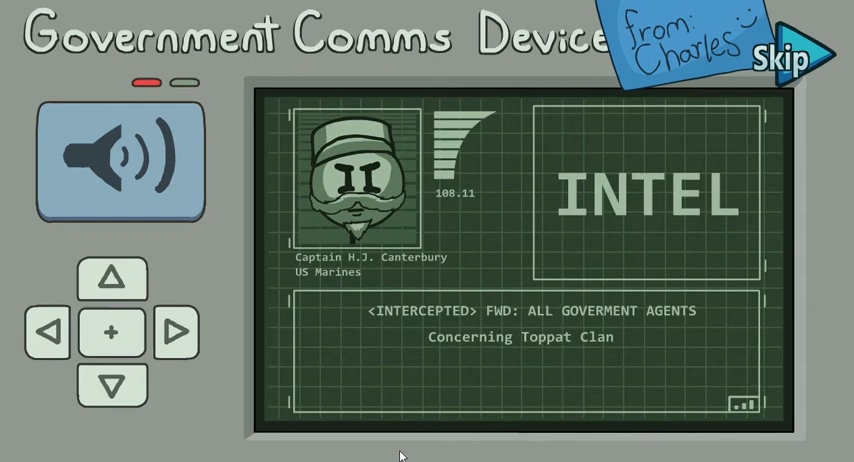 Government Comms Device
from:
Charles
Skip
108.11
INTEL
Captain H.J. Canterbury
US Marines
<INTERCEPTED> FWD: ALL GOVERMENT AGENTS
Concerning Toppat Clan